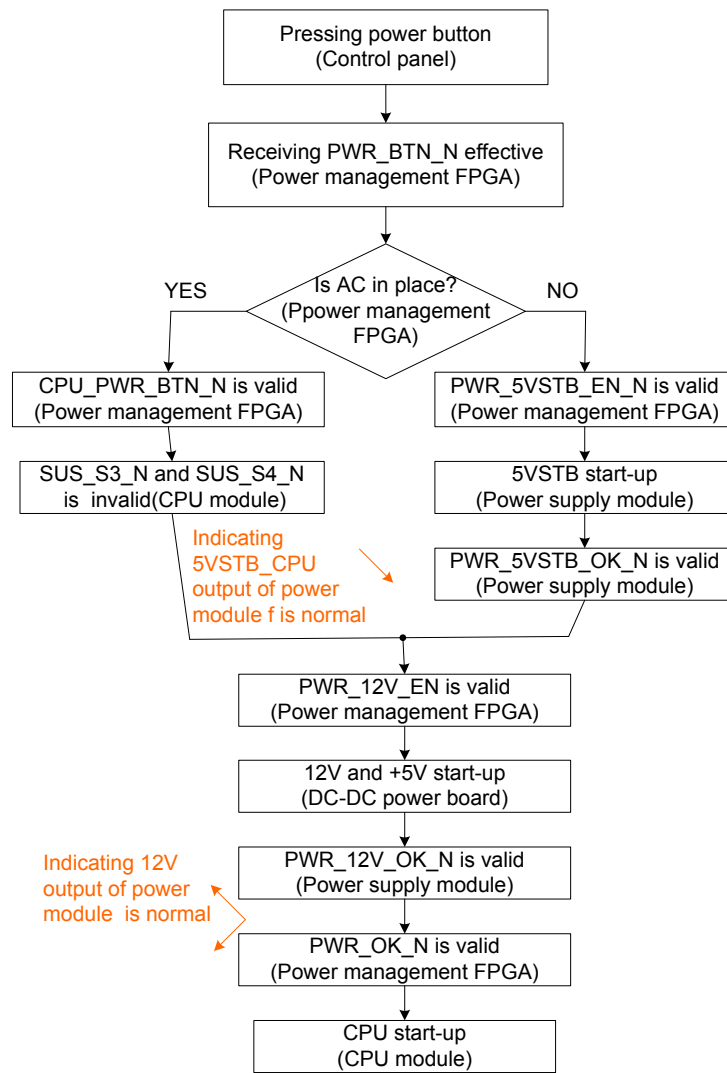 Pressing power button
(Control panel)
Receiving PWR_BTN_N effective
(Power management FPGA)
Is AC in place?
(Ppower management
FPGA)
YES
NO
CPU_PWR_BTN_N is valid
(Power management FPGA)
PWR_5VSTB_EN_N is valid
(Power management FPGA)
SUS_S3_N and SUS_S4_N
is  invalid(CPU module)
5VSTB start-up
(Power supply module)
Indicating
5VSTB_CPU
output of power
module f is normal
PWR_5VSTB_OK_N is valid
(Power supply module)
PWR_12V_EN is valid
(Power management FPGA)
12V and +5V start-up
(DC-DC power board)
Indicating 12V
output of power
module  is normal
PWR_12V_OK_N is valid
(Power supply module)
PWR_OK_N is valid
(Power management FPGA)
CPU start-up
(CPU module)